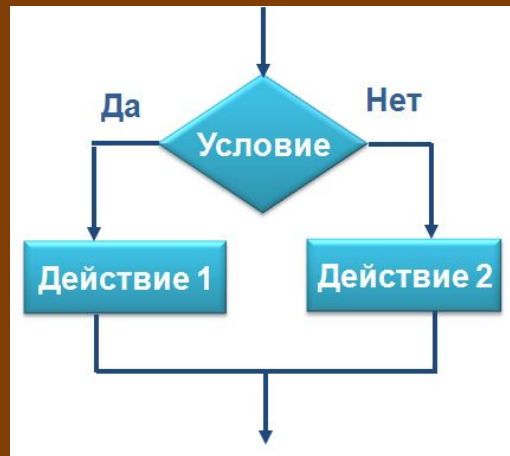 Да
Нет
Условие
Действие 1
Действие 2